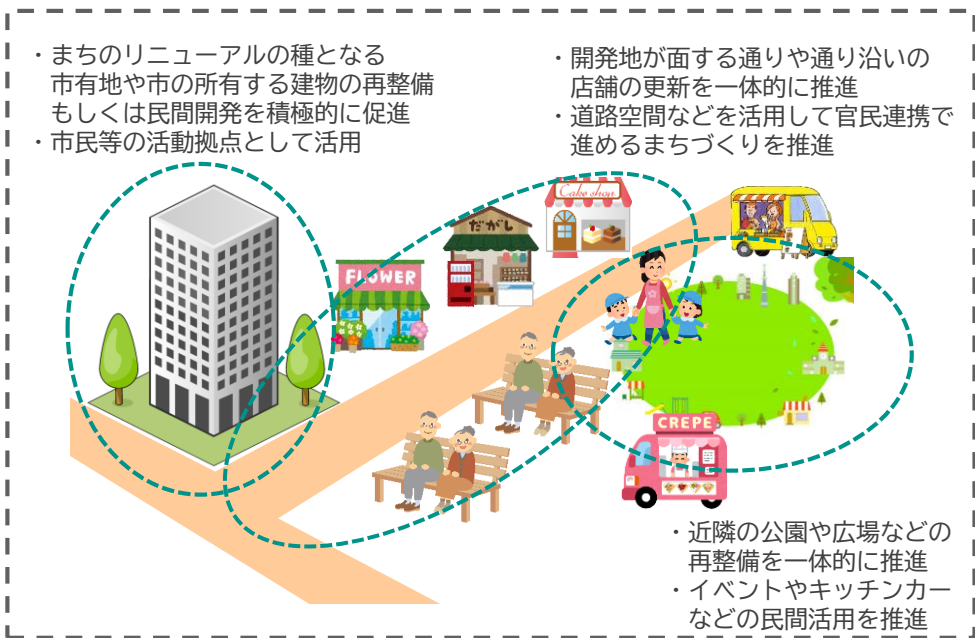 ・まちのリニューアルの種となる
市有地や市の所有する建物の再整備
もしくは民間開発を積極的に促進
・市民等の活動拠点として活用
・開発地が面する通りや通り沿いの
店舗の更新を一体的に推進
・道路空間などを活用して官民連携で
進めるまちづくりを推進
Cake shop
だがし
FLOWER
CREPE
・近隣の公園や広場などの
再整備を一体的に推進
・イベントやキッチンカー
などの民間活用を推進